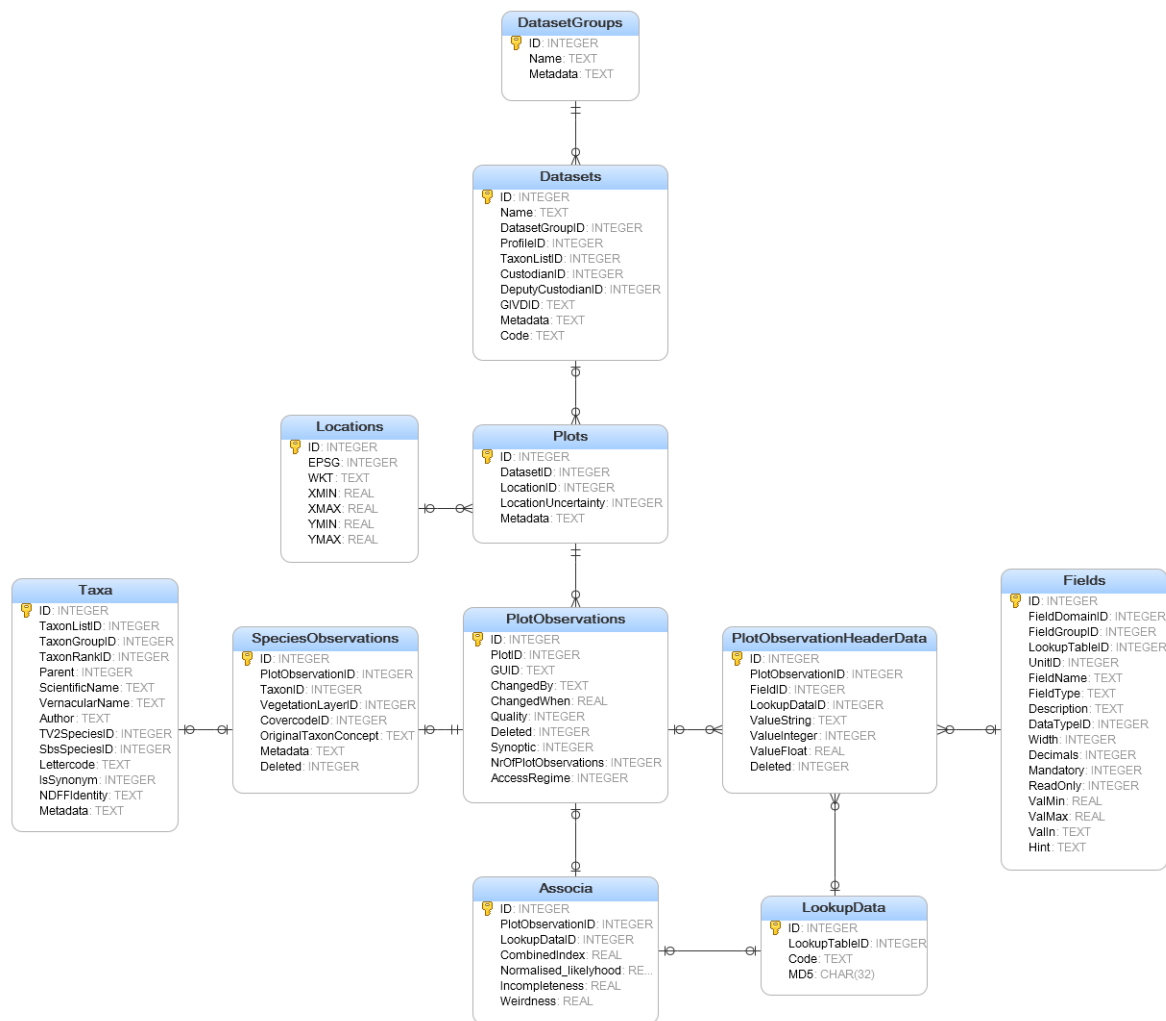 DatasetGroups
ID: INTEGER
Name: TEXT
Metadata: TEXT
Datasets
ID: INTEGER
Name: TEXT
DatasetGroupID: INTEGER
ProfileID: INTEGER
TaxonListID: INTEGER
CustodianID: INTEGER
DeputyCustodianID: INTEGER
GIVDID: TEXT
Metadata: TEXT
Code: TEXT
Locations
ID: INTEGER
EPSG: INTEGER
WKT: TEXT
XMIN: REAL
XMAX: REAL
YMIN: REAL
YMAX: REAL
Plots
ID: INTEGER
DatasetID: INTEGER
LocationID: INTEGER
LocationUncertainty: INTEGER
Metadata: TEXT
Taxa
ID: INTEGER
TaxonListID: INTEGER
TaxonGroupID: INTEGER
TaxonRankID: INTEGER
Parent: INTEGER
ScientificName: TEXT
VernacularName: TEXT
Author: TEXT
TV2SpeciesID: INTEGER
SbsSpeciesID: INTEGER
Lettercode: TEXT
IsSynonym: INTEGER
NDFFIdentity: TEXT
Metadata: TEXT
SpeciesObservations
ID: INTEGER
PlotObservationID: INTEGER
TaxonID: INTEGER
VegetationLayerID: INTEGER
CovercodeID: INTEGER
OriginalTaxonConcept: TEXT
Metadata: TEXT
Deleted: INTEGER
PlotObservations
ID: INTEGER
PlotID: INTEGER
GUID: TEXT
ChangedBy: TEXT
ChangedWhen: REAL
Quality: INTEGER
Deleted: INTEGER
Synoptic: INTEGER
NrOfPlotObservations: INTEGER
AccessRegime: INTEGER
PlotObservationHeaderData
ID: INTEGER
PlotObservationID: INTEGER
FieldID: INTEGER
LookupDataID: INTEGER
ValueString: TEXT
ValueInteger: INTEGER
ValueFloat: REAL
Deleted: INTEGER
Fields
ID: INTEGER
FieldDomainID: INTEGER
FieldGroupID: INTEGER
LookupTableID: INTEGER
UnitID: INTEGER
FieldName: TEXT
FieldType: TEXT
Description: TEXT
DataTypeID: INTEGER
Width: INTEGER
Decimals: INTEGER
Mandatory: INTEGER
ReadOnly: INTEGER
ValMin: REAL
ValMax: REAL
ValIn: TEXT
Hint: TEXT
Associa
ID: INTEGER
PlotObservationID: INTEGER
LookupDataID: INTEGER
CombinedIndex: REAL
Normalised_likelyhood: RE...
Incompleteness: REAL
Weirdness: REAL
LookupData
ID: INTEGER
LookupTableID: INTEGER
Code: TEXT
MD5: CHAR(32)